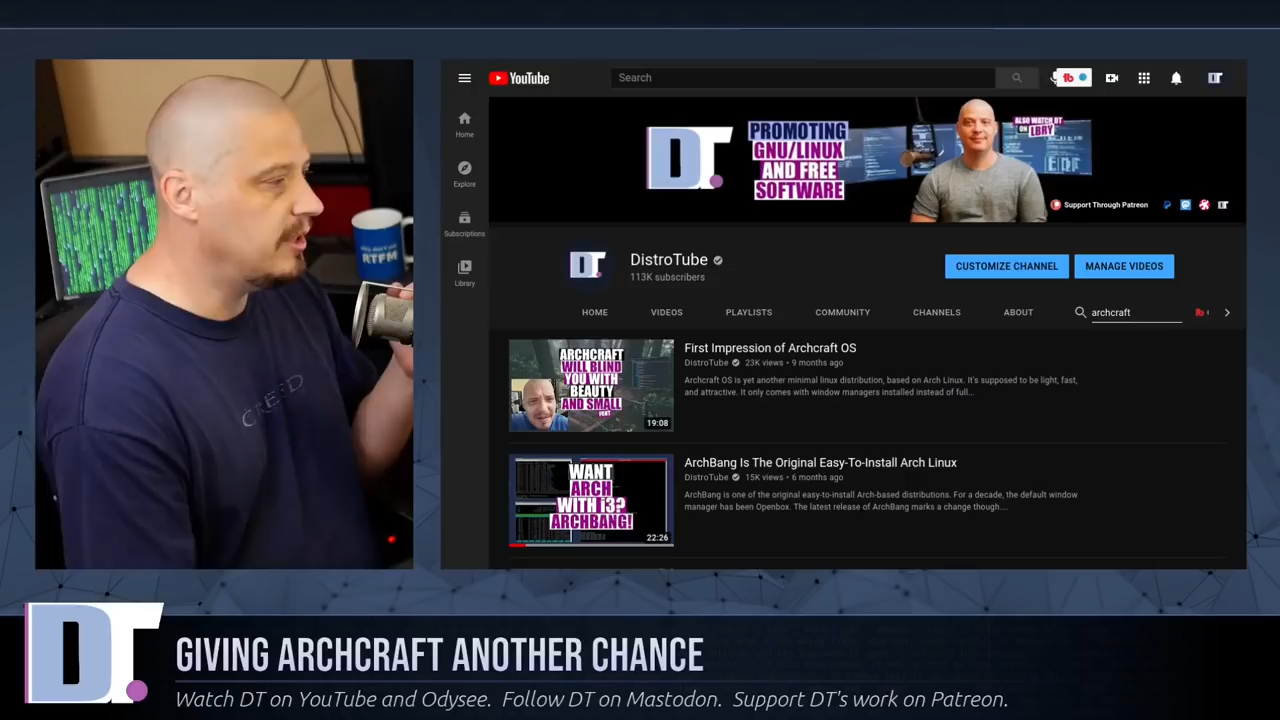 RTFM
CREED
YouTube
Search
DT
Home
Explore
Subscriptions
Library
DT.
PROMOTING
GNU/LINUX
AND FREE
SOFTWARE
ALSO WATCH DT
ON LBRY
Support Through Patreon
DT.
DistroTube
113K subscribers
CUSTOMIZE CHANNEL
MANAGE VIDEOS
HOME
VIDEOS
PLAYLISTS
COMMUNITY
CHANNELS
ABOUT
archcraft
ARCHCRAFT
WILL BLIND
YOU WITH
BEAUTY
AND SMALL
FONT
19:08
First Impression of Archcraft OS
DistroTube 23K views • 9 months ago
Archcraft OS is yet another minimal linux distribution, based on Arch Linux. It's supposed to be light, fast,
and attractive. It only comes with window managers installed instead of full...
WANT
ARCH
WITH i3?
ARCHBANG!
22:26
ArchBang Is The Original Easy-To-Install Arch Linux
DistroTube 15K views • 6 months ago
ArchBang is one of the original easy-to-install Arch-based distributions. For a decade, the default window
manager has been Openbox. The latest release of ArchBang marks a change though....
DT.
GIVING ARCHCRAFT ANOTHER CHANCE
Watch DT on YouTube and Odysee. Follow DT on Mastodon. Support DT's work on Patreon.